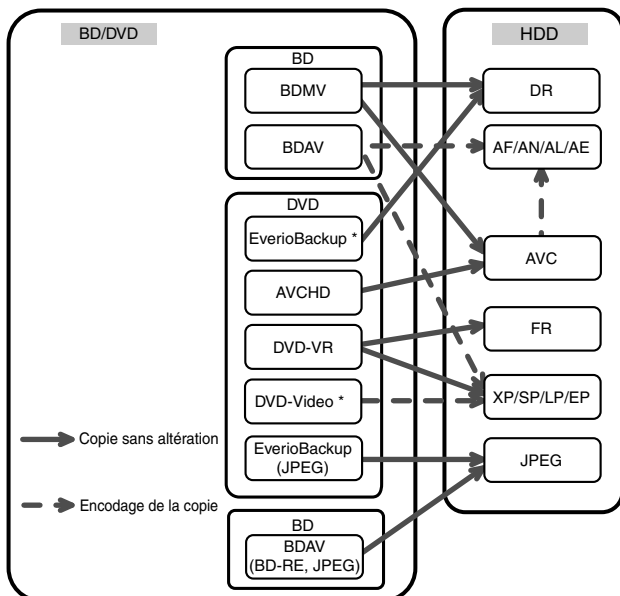 BD/DVD
BD
BDMV
BDAV
DVD
EverioBackup *
AVCHD
DVD-VR
DVD-Video *
EverioBackup
(JPEG)
BD
BDAV
(BD-RE, JPEG)
Copie sans altération
Encodage de la copie
HDD
DR
AF/AN/AL/AE
AVC
FR
XP/SP/LP/EP
JPEG